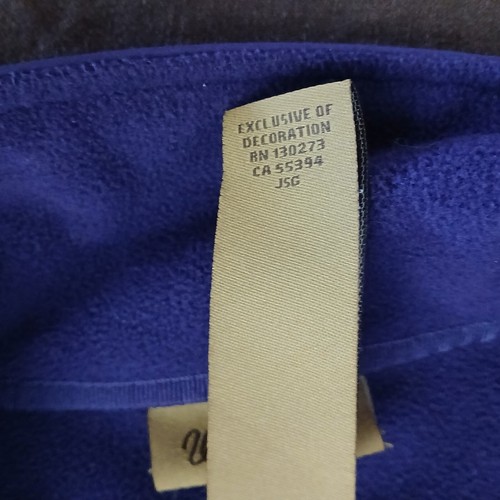 EXCLUSIVE OF
DECORATION
RN 130273
CA 55394
JSG